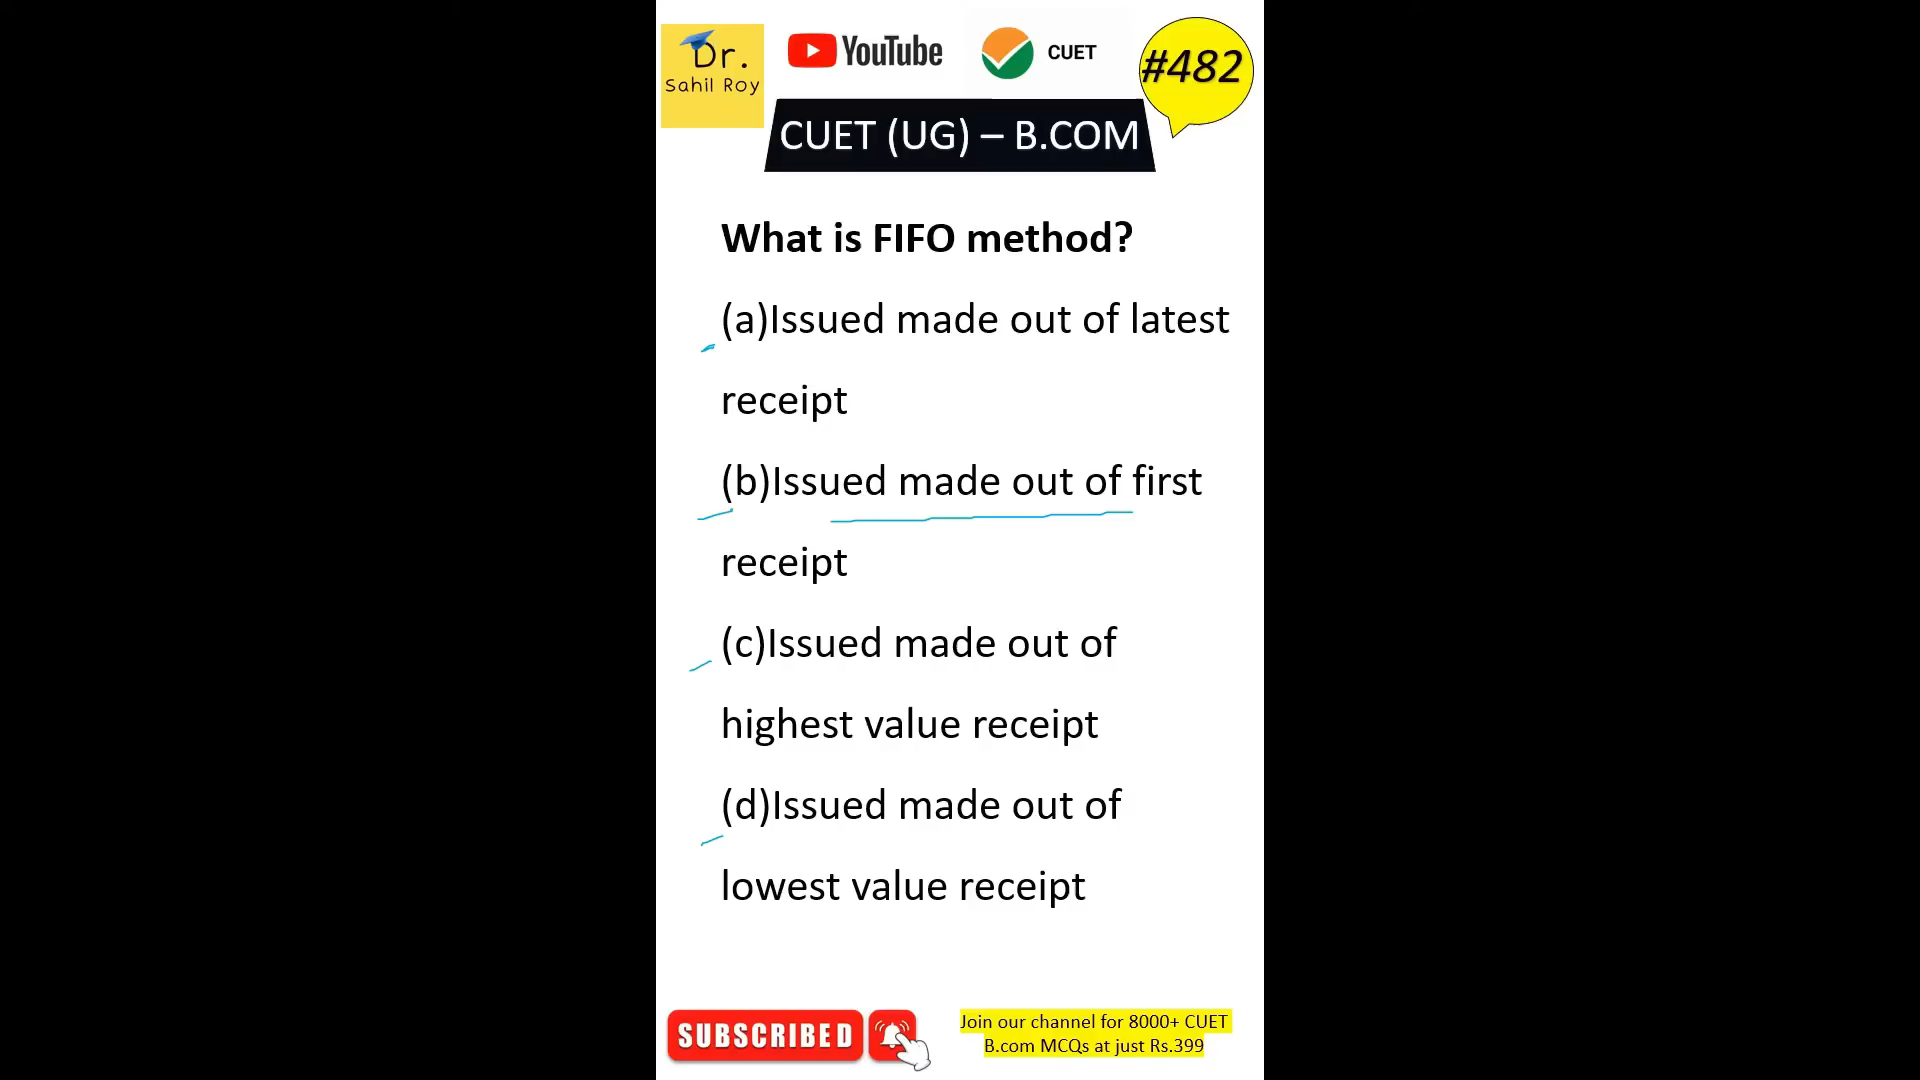 Dr.
Sahil Roy
YouTube
CUET
#482
CUET (UG) – B.COM
What is FIFO method?
(a)Issued made out of latest
receipt
(b)Issued made out of first
receipt
(c)Issued made out of
highest value receipt
(d)Issued made out of
lowest value receipt
SUBSCRIBED
Join our channel for 8000+ CUET
B.com MCQs at just Rs.399